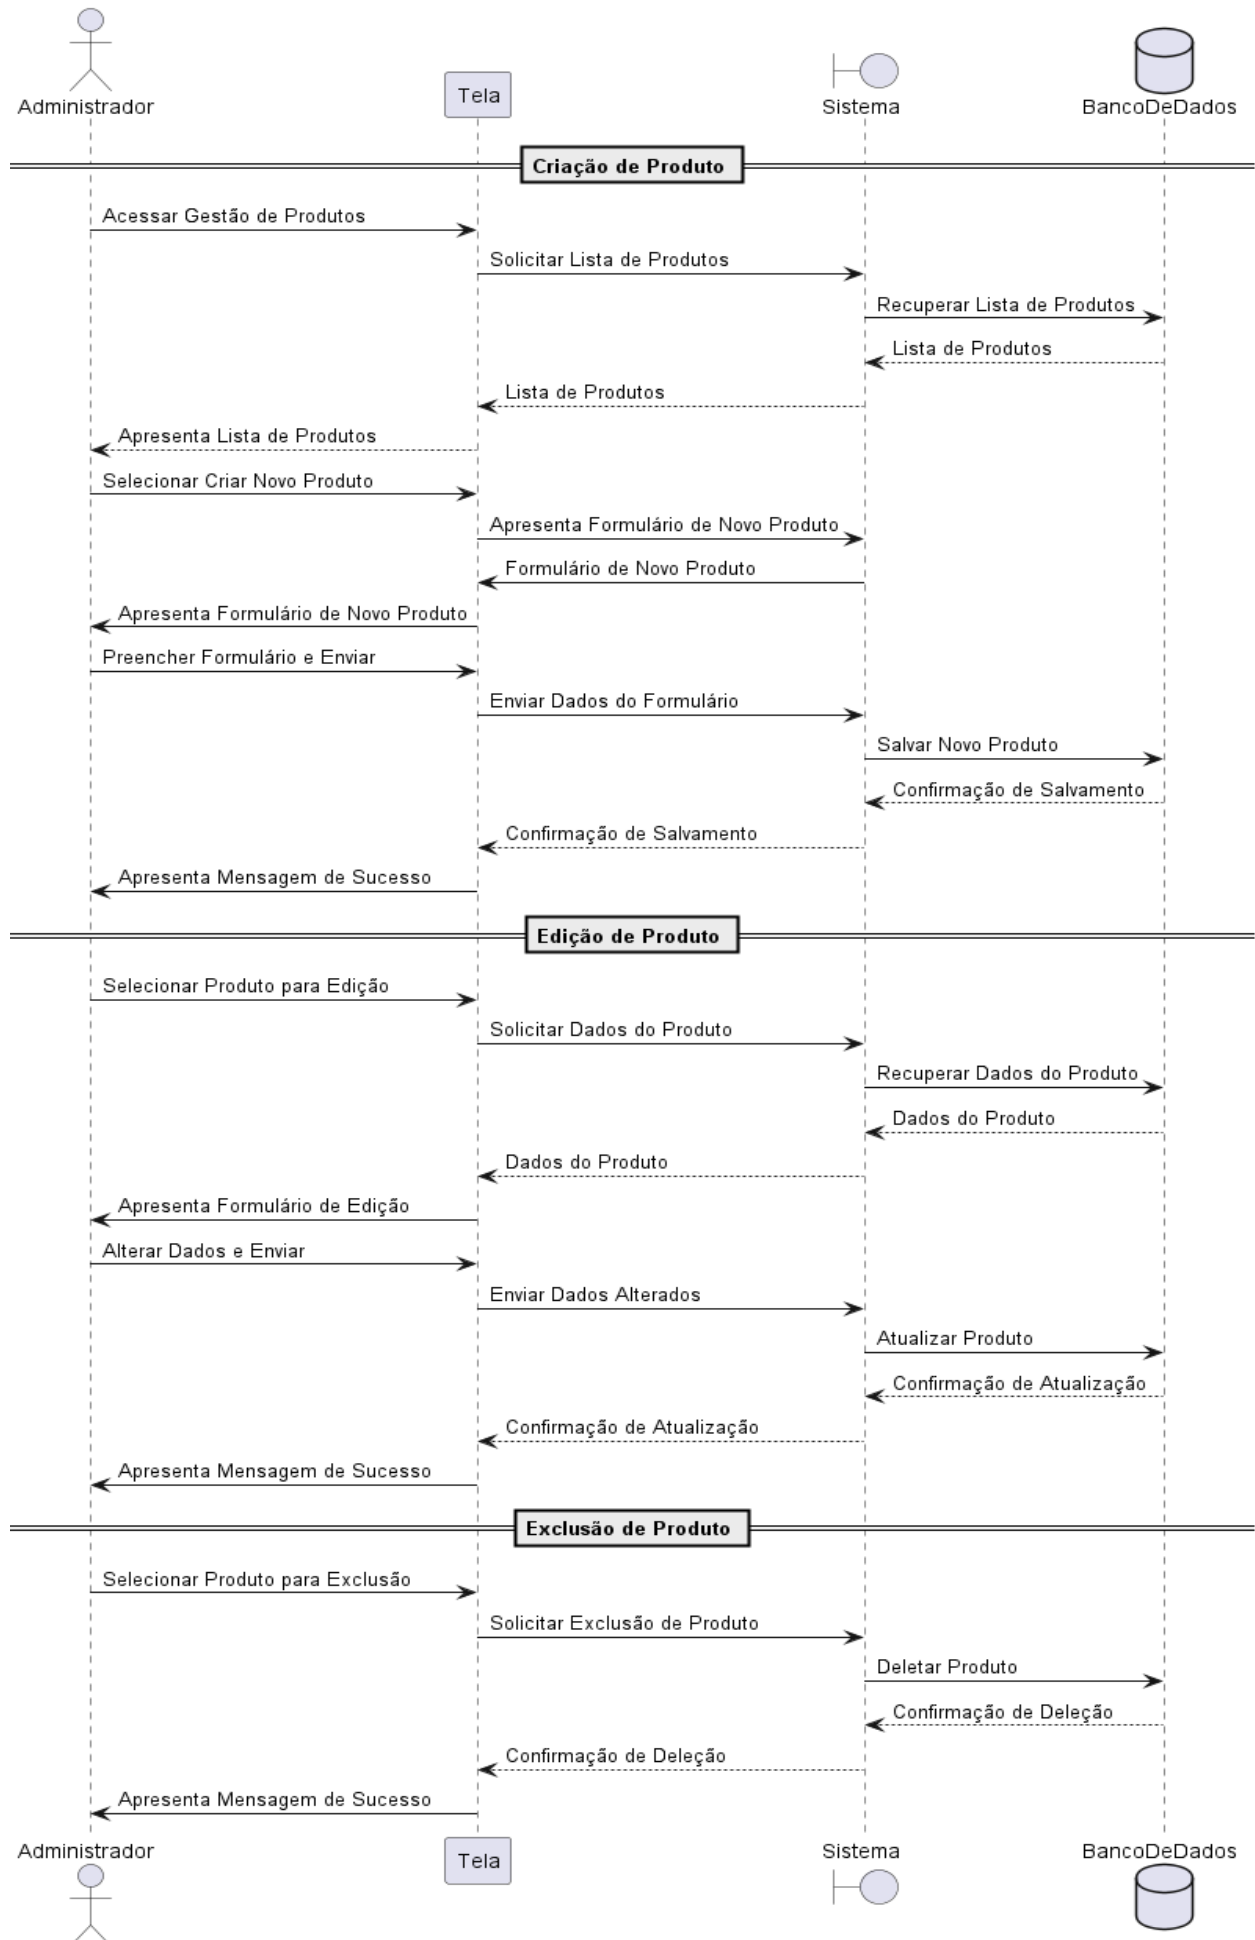 Administrador
Tela
Sistema
BancoDeDados
Criação de Produto
Acessar Gestão de Produtos
Solicitar Lista de Produtos
Recuperar Lista de Produtos
Lista de Produtos
Lista de Produtos
Apresenta Lista de Produtos
Selecionar Criar Novo Produto
Apresenta Formulário de Novo Produto
Formulário de Novo Produto
Apresenta Formulário de Novo Produto
Preencher Formulário e Enviar
Enviar Dados do Formulário
Salvar Novo Produto
Confirmação de Salvamento
Confirmação de Salvamento
Apresenta Mensagem de Sucesso
Edição de Produto
Selecionar Produto para Edição
Solicitar Dados do Produto
Recuperar Dados do Produto
Dados do Produto
Dados do Produto
Apresenta Formulário de Edição
Alterar Dados e Enviar
Enviar Dados Alterados
Atualizar Produto
Confirmação de Atualização
Confirmação de Atualização
Apresenta Mensagem de Sucesso
Exclusão de Produto
Selecionar Produto para Exclusão
Solicitar Exclusão de Produto
Deletar Produto
Confirmação de Deleção
Confirmação de Deleção
Apresenta Mensagem de Sucesso
Administrador
Tela
Sistema
BancoDeDados